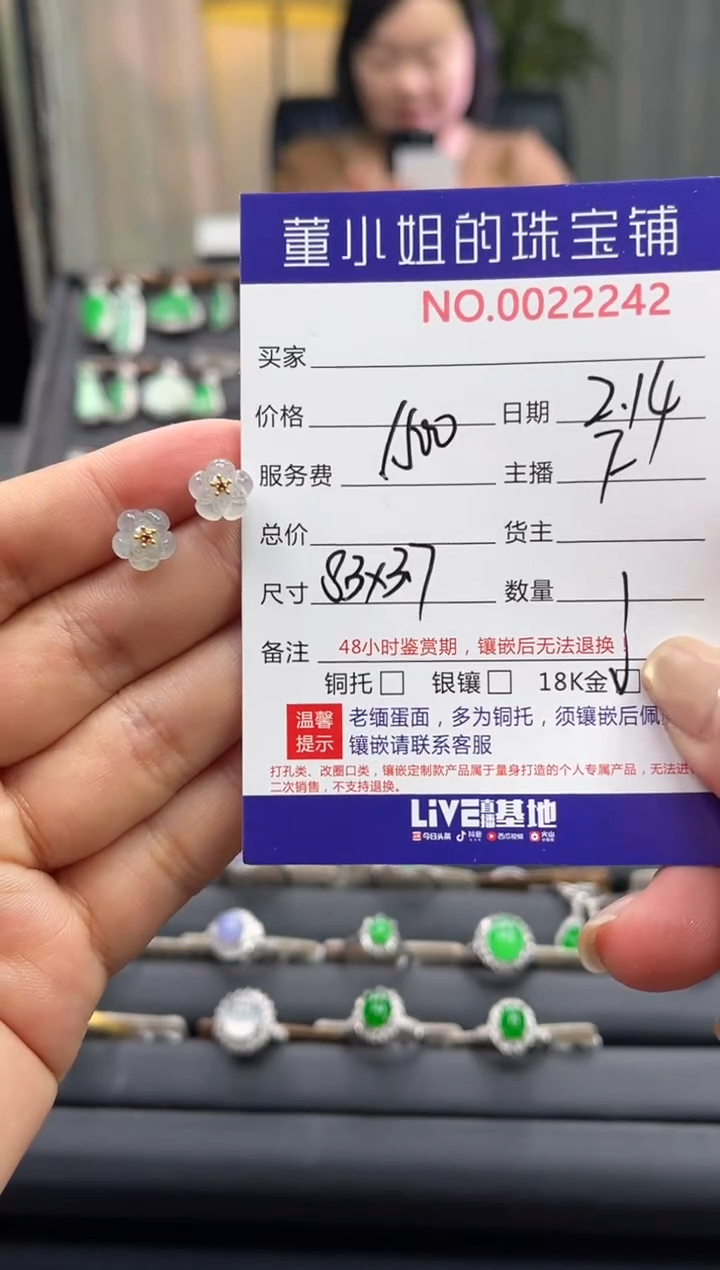 董小姐的珠宝铺
NO.0022242
买家
价格 1500 日期 2.14
服务费 主播
总价 货主
尺寸 83x37 数量
备注 48小时鉴赏期，镶嵌后无法退换！
铜托 银镶 18K金
温馨提示 老缅蛋面，多为铜托，须镶嵌后佩
镶嵌请联系客服
打孔类、改圈口类，镶嵌定制款产品属于量身打造的个人专属产品，无法进
二次销售，不支持退换。
LiVE直播基地
今日头条 抖音 西瓜视频 火山